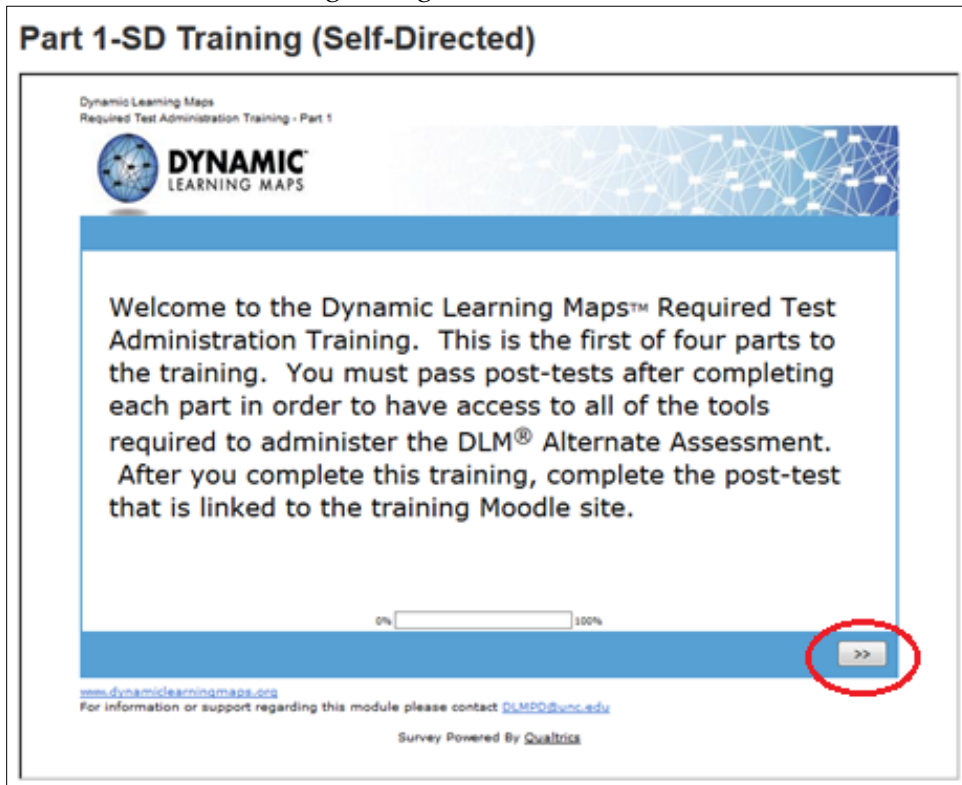 Part 1-SD Training (Self-Directed)
Dynamic Learning Maps
Required Test Administration Training - Part 1
DYNAMIC
LEARNING MAPS
Welcome to the Dynamic Learning Maps™ Required Test
Administration Training.  This is the first of four parts to
the training.  You must pass post-tests after completing
each part in order to have access to all of the tools
required to administer the DLM® Alternate Assessment.
After you complete this training, complete the post-test
that is linked to the training Moodle site.
0% 100%
>>
www.dynamiclearningmaps.org
For information or support regarding this module please contact DLMPD@unc.edu
Survey Powered By Qualtrics